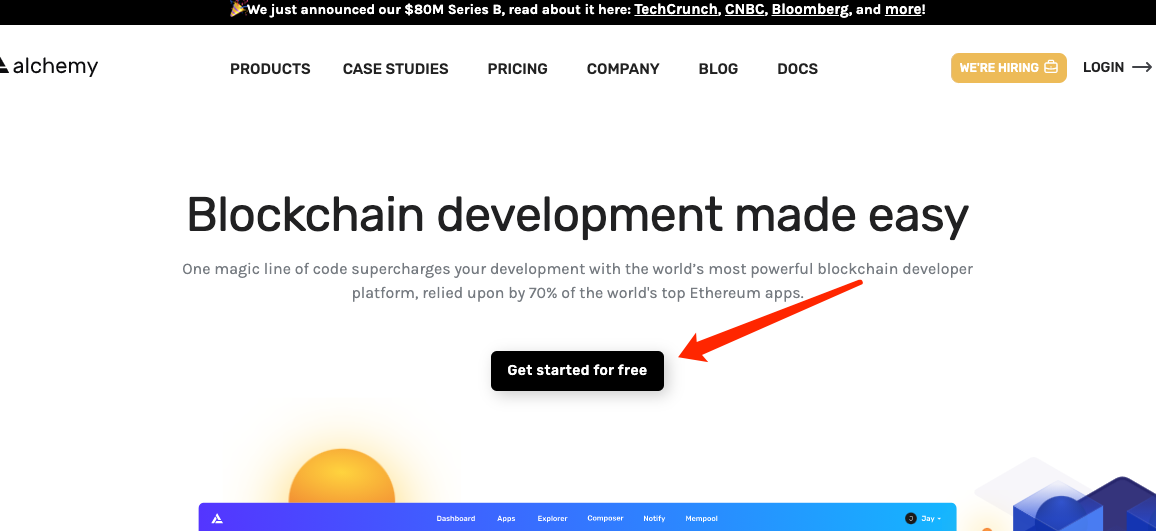 🎉We just announced our $80M Series B, read about it here: TechCrunch, CNBC, Bloomberg, and more!
alchemy
PRODUCTS CASE STUDIES PRICING COMPANY BLOG DOCS WE'RE HIRING LOGIN
Blockchain development made easy
One magic line of code supercharges your development with the world’s most powerful blockchain developer
platform, relied upon by 70% of the world's top Ethereum apps.
Get started for free
Dashboard Apps Explorer Composer Notify Mempool J Jay